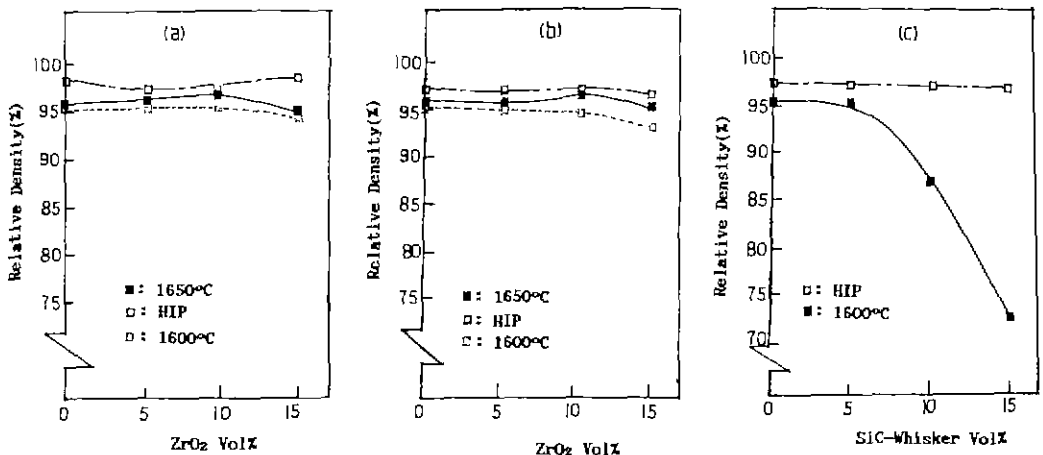 (a)
100
95
90
85
80
75
Relative Density(%)
■: 1650°C
□: HIP
□: 1600°C
0 5 10 15
ZrO₂ Vol%
(b)
100
95
90
85
80
75
Relative Density(%)
■: 1650°C
□: HIP
□: 1600°C
0 5 10 15
ZrO₂ Vol%
(c)
100
95
90
85
80
75
70
Relative Density(%)
□: HIP
■: 1600°C
0 5 10 15
SiC-Whisker Vol%